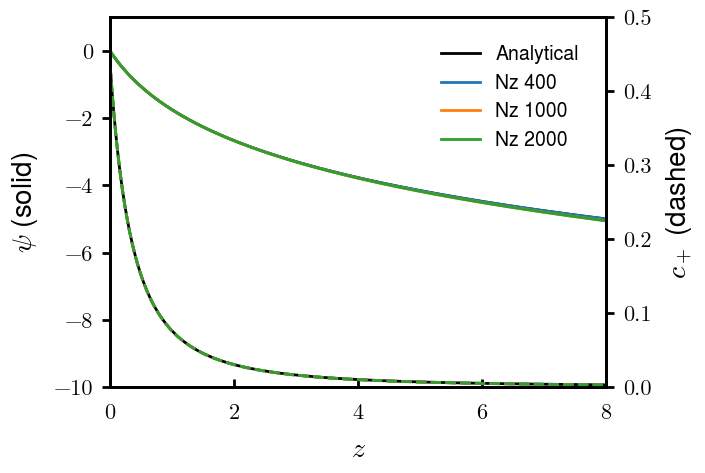 0
−2
−4
−6
−8
−10
ψ (solid)
Analytical
Nz 400
Nz 1000
Nz 2000
0.5
0.4
0.3
0.2
0.1
0.0
c₊ (dashed)
0 2 4 6 8
z